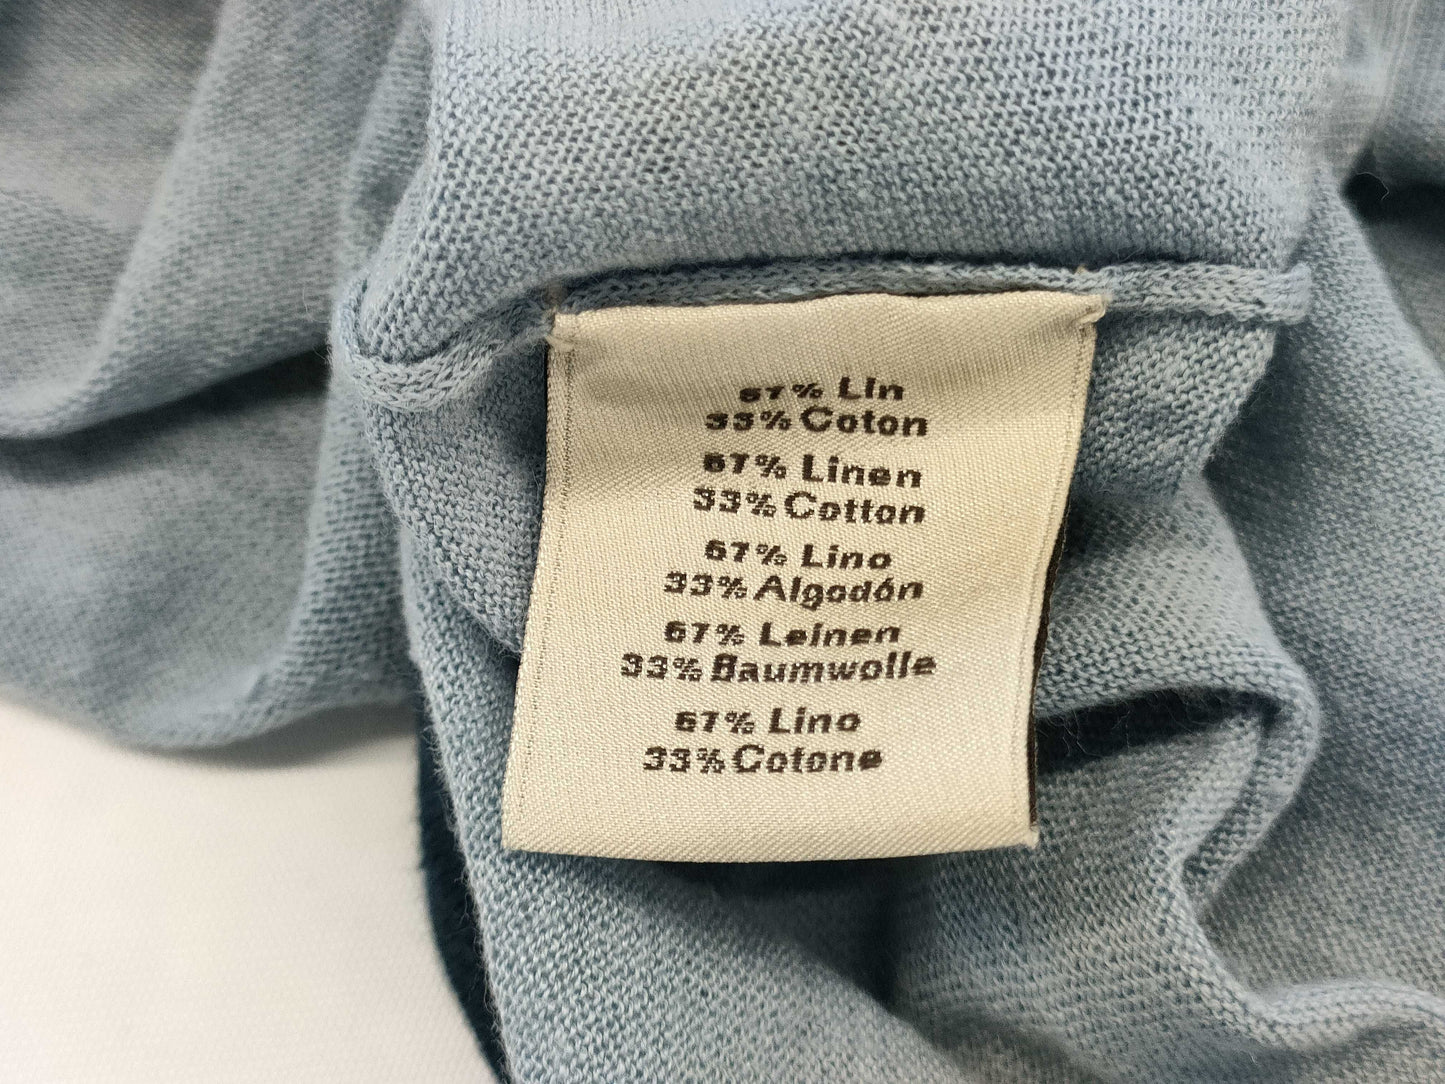 67% Lin
33% Coton
67% Linen
33% Cotton
67% Lino
33% Algodón
67% Leinen
33% Baumwolle
67% Lino
33% Cotone